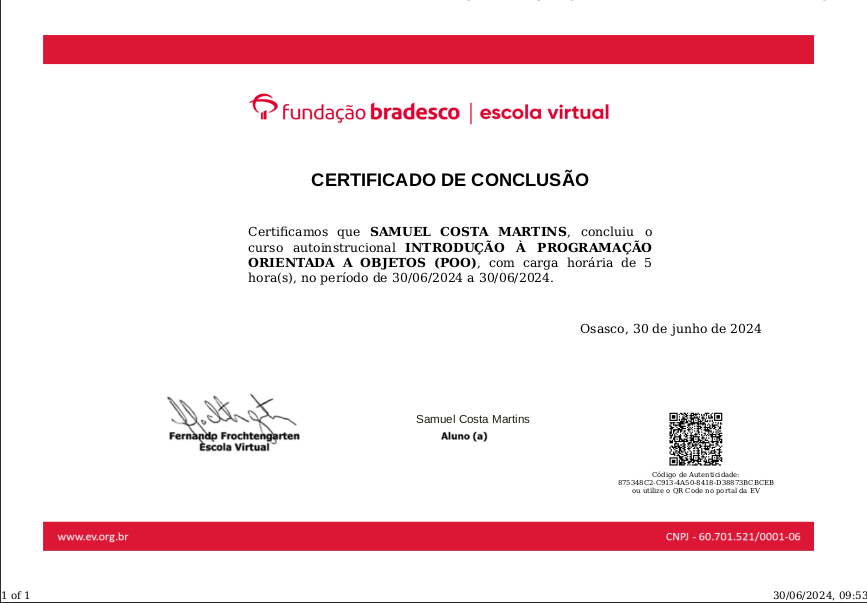 fundação bradesco | escola virtual
CERTIFICADO DE CONCLUSÃO
Certificamos que SAMUEL COSTA MARTINS, concluiu o
curso autoinstrucional INTRODUÇÃO À PROGRAMAÇÃO
ORIENTADA A OBJETOS (POO), com carga horária de 5
hora(s), no período de 30/06/2024 a 30/06/2024.
Osasco, 30 de junho de 2024
Fernando Frochtengarten
Escola Virtual
Samuel Costa Martins
Aluno (a)
Código de Autenticidade:
875348C2-C913-4A50-8418-D38873BCBCEB
ou utilize o QR Code no portal da EV
www.ev.org.br
CNPJ - 60.701.521/0001-06
1 of 1
30/06/2024, 09:53